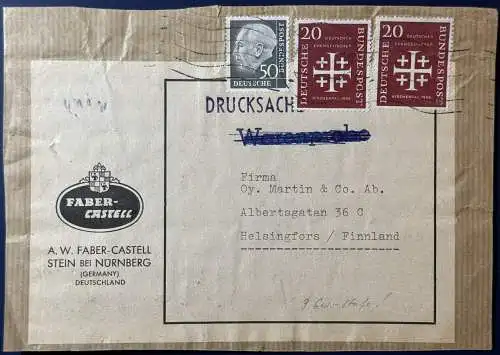 50
DEUTSCHE
BUNDESPOST
20
DEUTSCHE
BUNDESPOST
DEUTSCHER
EVANGELISCHER
KIRCHENTAG 1956
20
DEUTSCHE
BUNDESPOST
DEUTSCHER
EVANGELISCHER
KIRCHENTAG 1956
DRUCKSACHE
Warenprobe
FABER-
CASTELL
A. W. FABER-CASTELL
STEIN BEI NÜRNBERG
(GERMANY)
DEUTSCHLAND
Firma
Oy. Martin & Co. Ab.
Albertsgatan 36 C
Helsingfors / Finnland